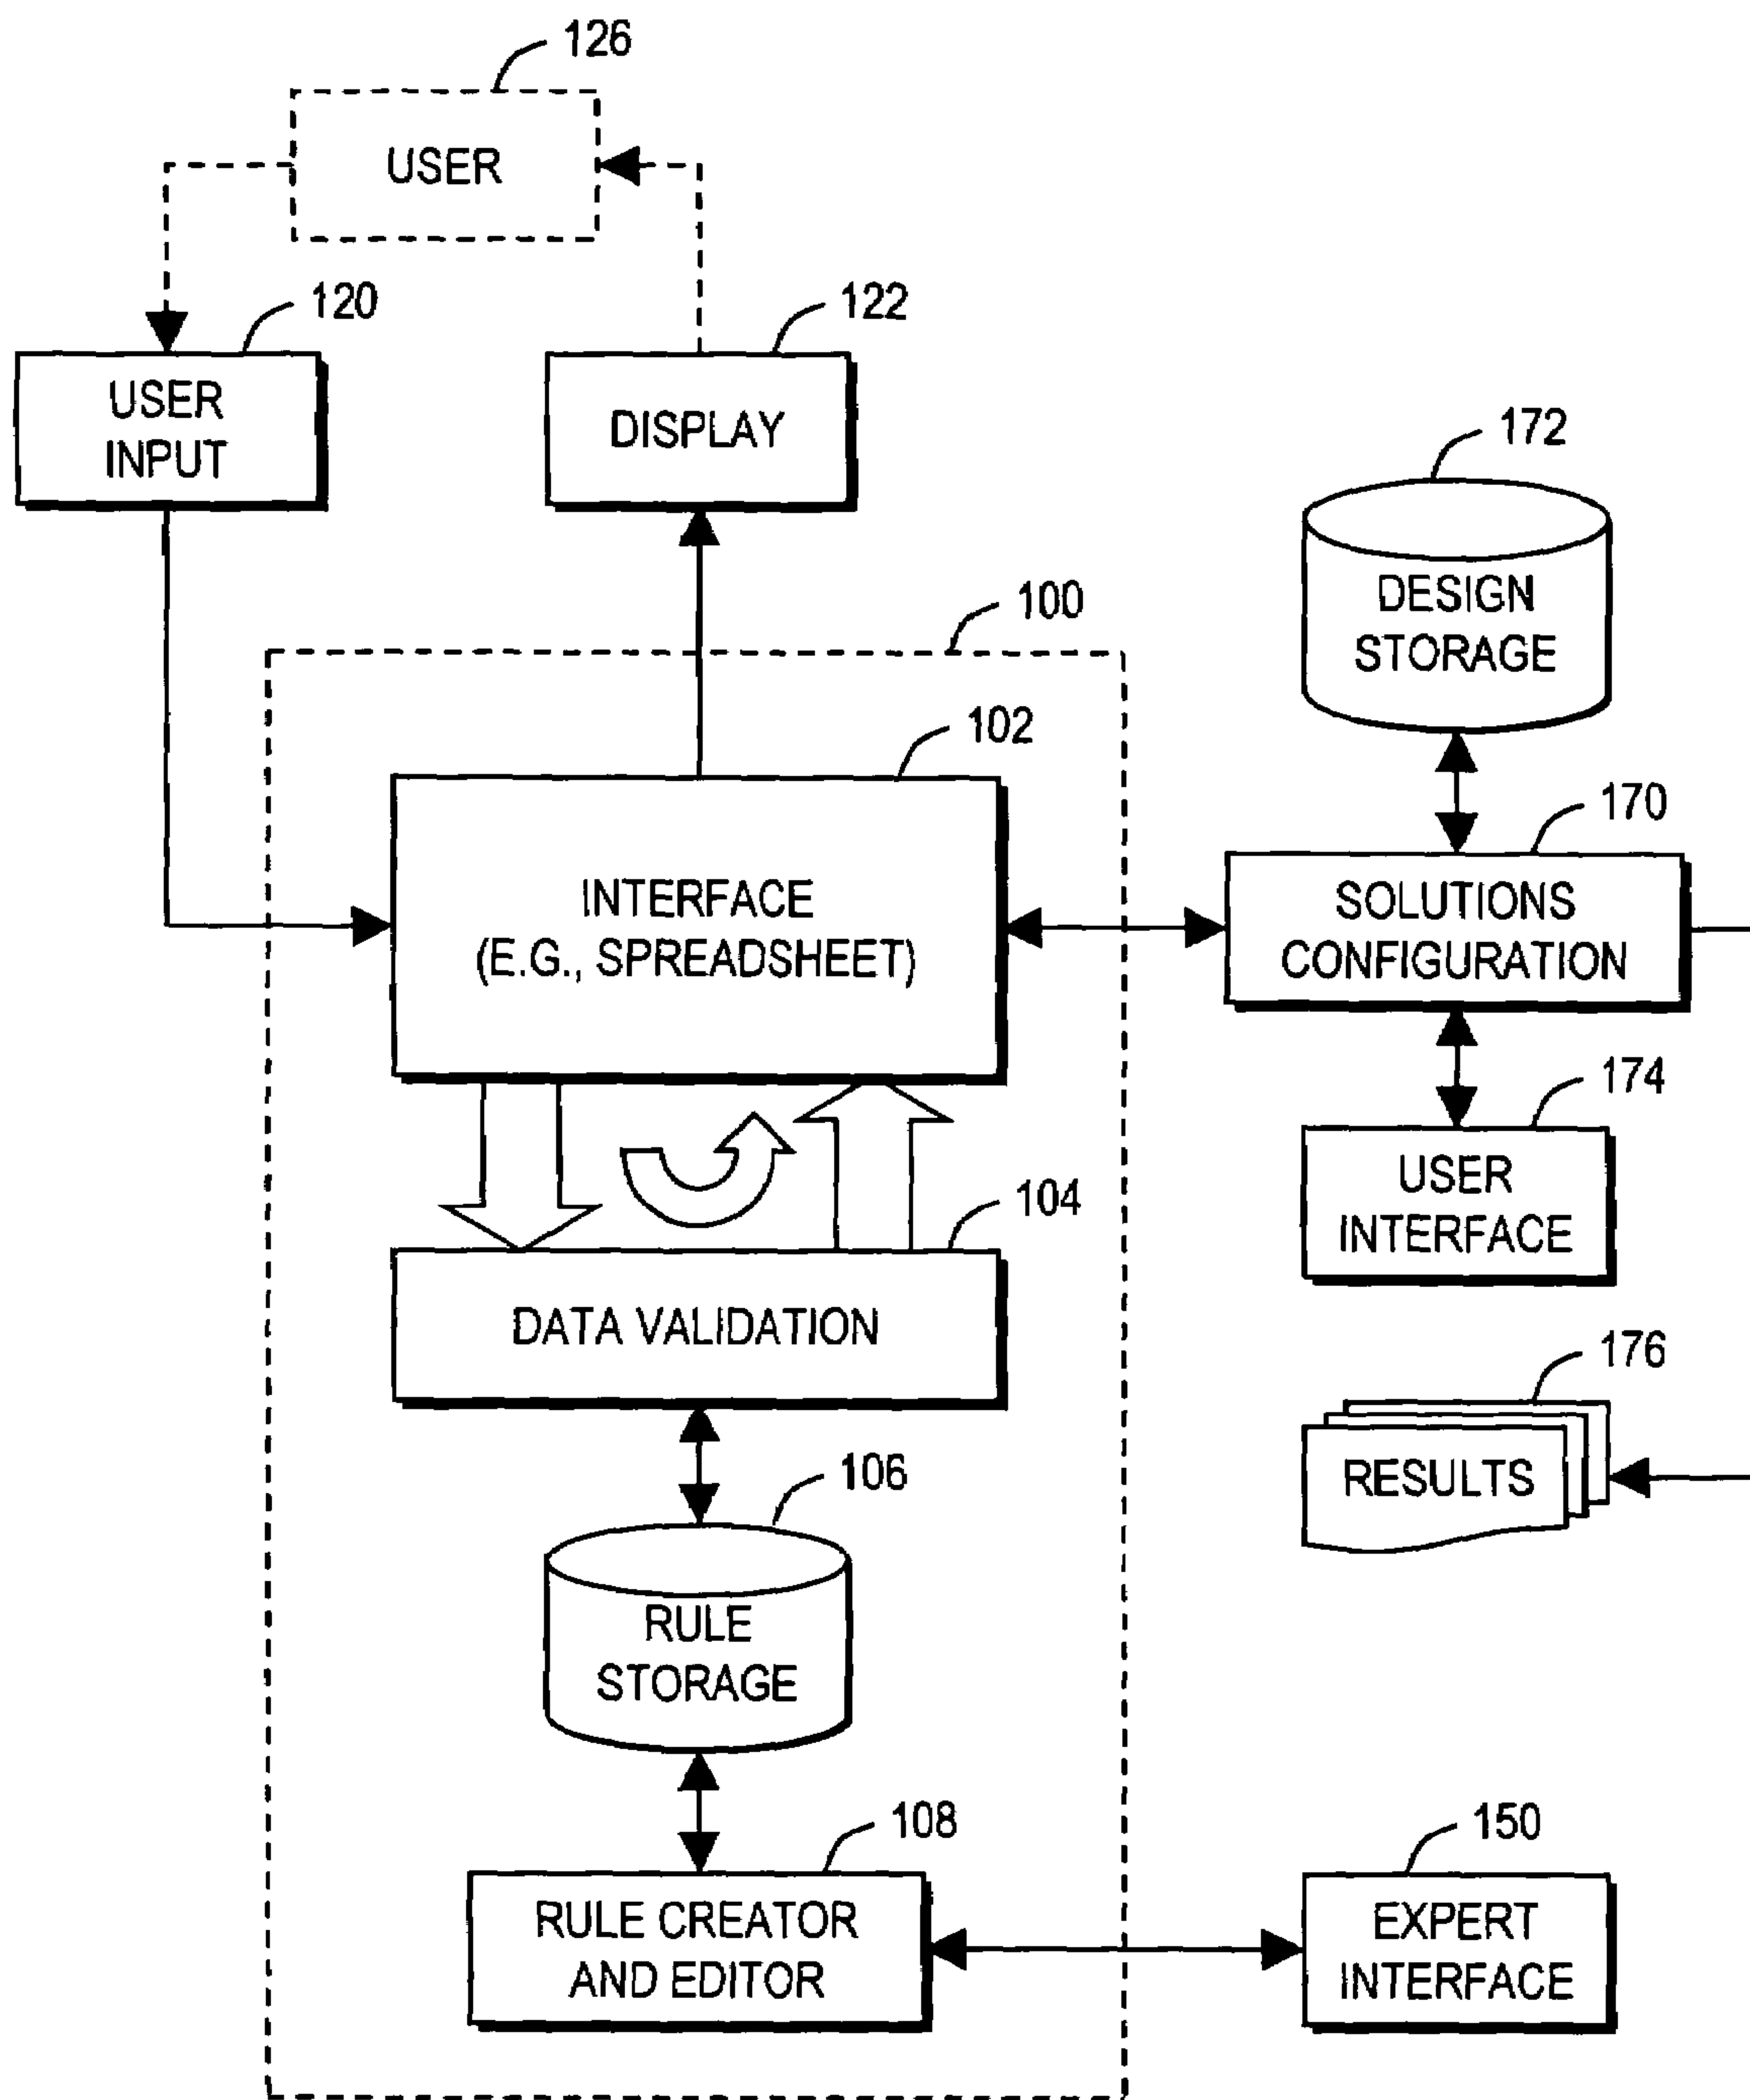 126
USER
120
USER
INPUT
122
DISPLAY
172
DESIGN
STORAGE
100
102
INTERFACE
(E.G., SPREADSHEET)
170
SOLUTIONS
CONFIGURATION
174
USER
INTERFACE
104
DATA VALIDATION
176
RESULTS
106
RULE
STORAGE
108
RULE CREATOR
AND EDITOR
150
EXPERT
INTERFACE